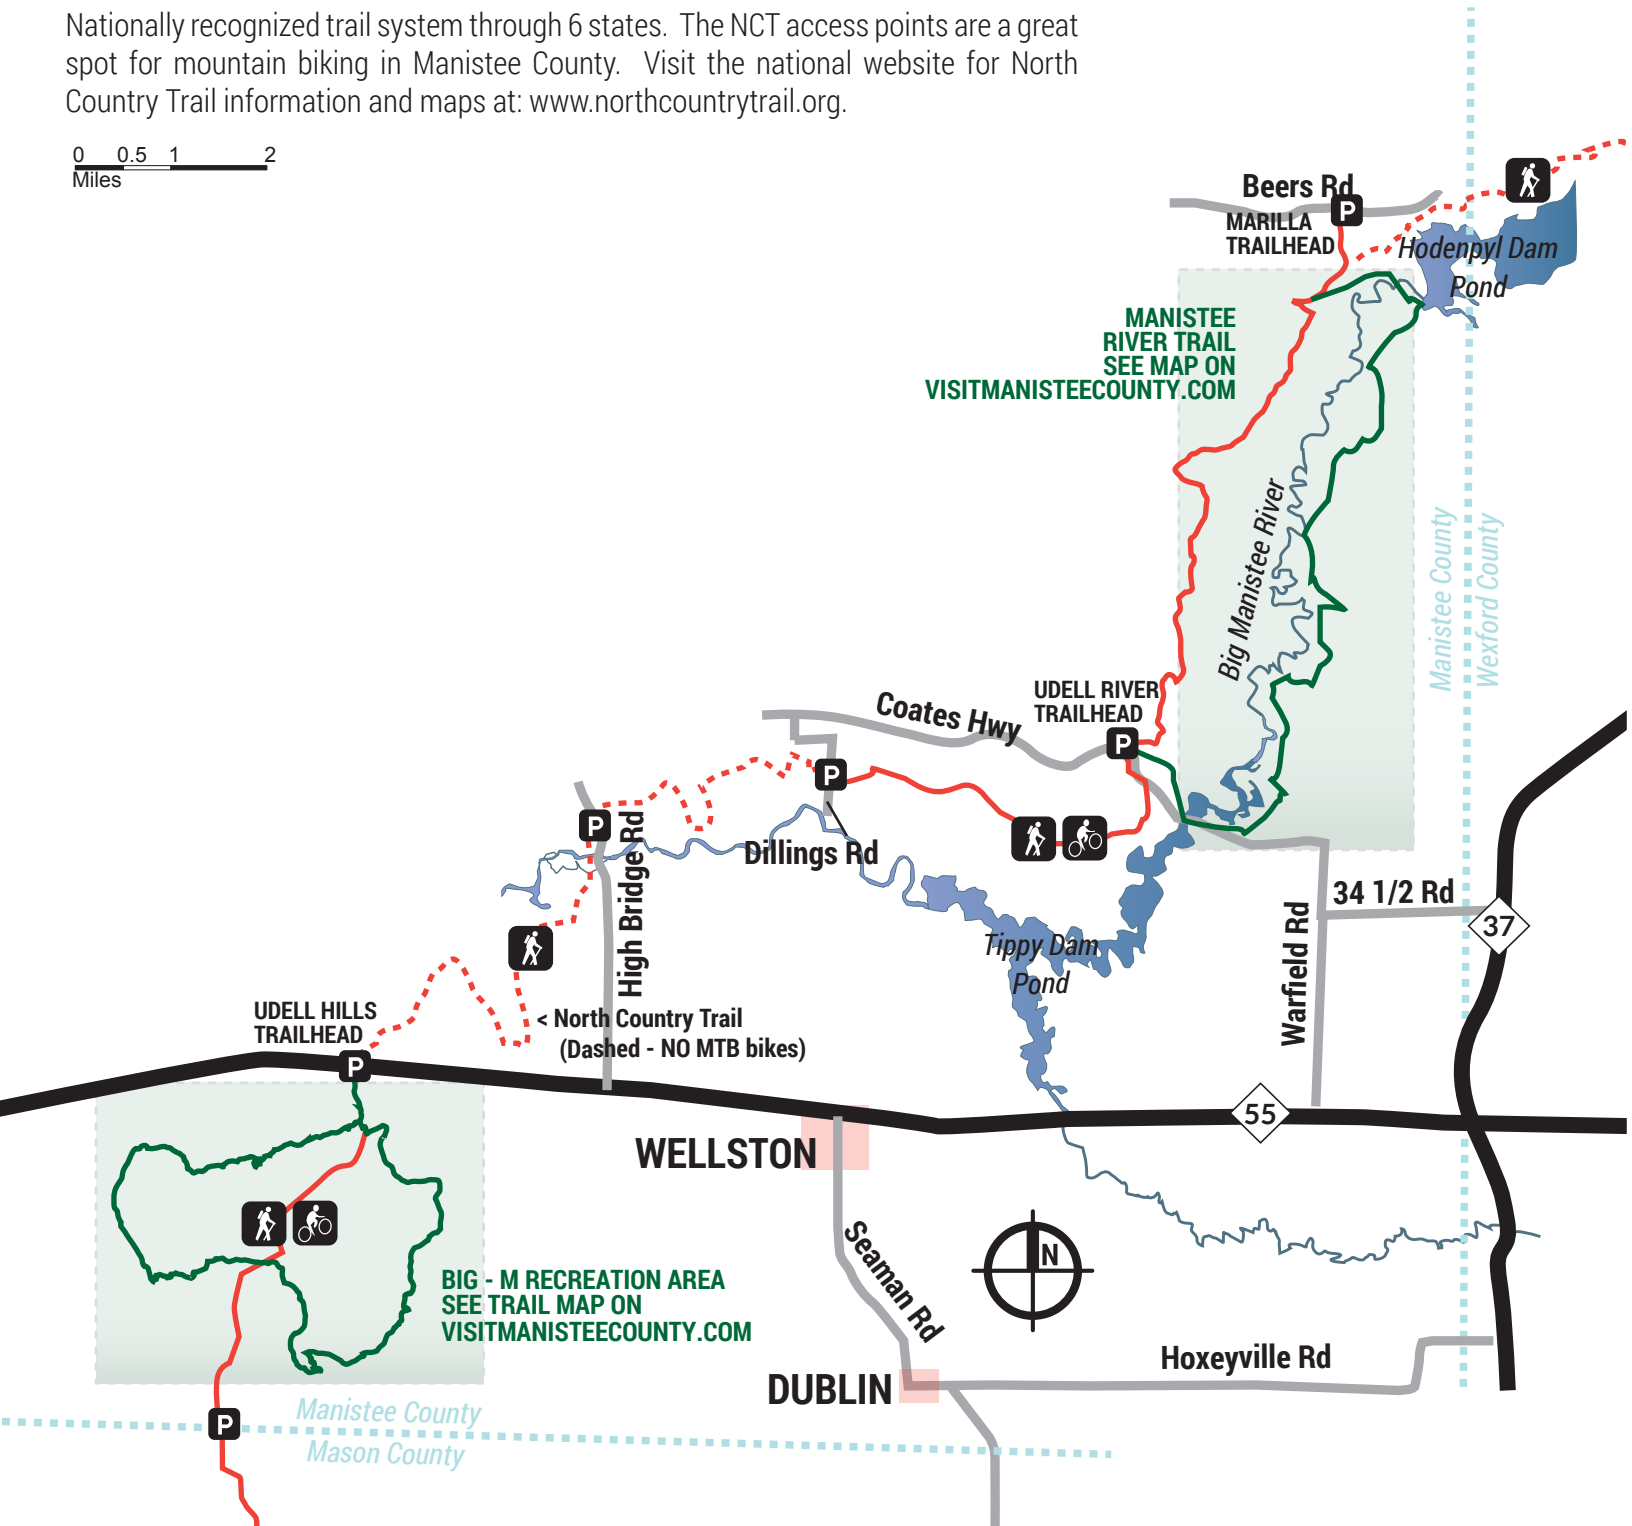 Nationally recognized trail system through 6 states. The NCT access points are a great
spot for mountain biking in Manistee County. Visit the national website for North
Country Trail information and maps at: www.northcountrytrail.org.
0 0.5 1 2
Miles
Beers Rd
P
MARILLA
TRAILHEAD
Hodenpyl Dam
Pond
MANISTEE
RIVER TRAIL
SEE MAP ON
VISITMANISTEECOUNTY.COM
Big Manistee River
Manistee County
Wexford County
UDELL RIVER
TRAILHEAD
P
Coates Hwy
P
P
Dillings Rd
High Bridge Rd
34 1/2 Rd
37
Warfield Rd
Tippy Dam
Pond
UDELL HILLS
TRAILHEAD
P
< North Country Trail
(Dashed - NO MTB bikes)
55
WELLSTON
Seaman Rd
N
BIG - M RECREATION AREA
SEE TRAIL MAP ON
VISITMANISTEECOUNTY.COM
Hoxeyville Rd
DUBLIN
P
Manistee County
Mason County